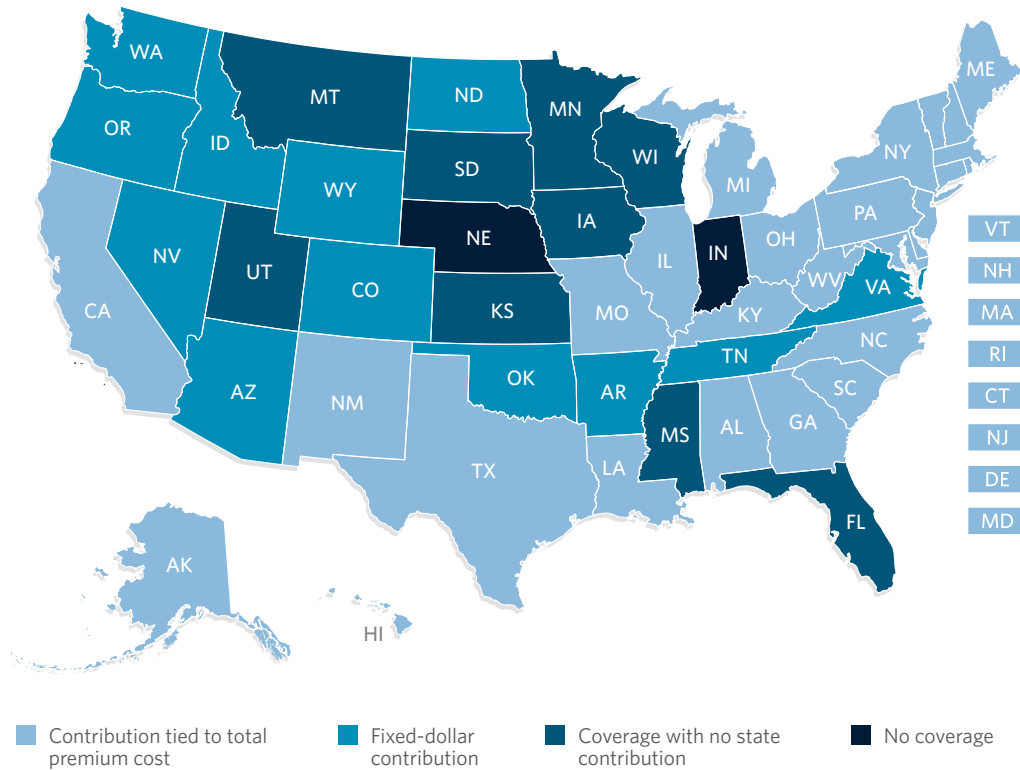 WA
ME
MT
ND
MN
OR
ID
NY
WI
SD
MI
WY
PA
IA
NE
OH
IN
IL
NV
UT
WV
VA
CO
CA
KS
MO
KY
NC
TN
OK
AZ
AR
NM
SC
MS
AL
GA
LA
TX
FL
AK
HI
VT
NH
MA
RI
CT
NJ
DE
MD
Contribution tied to total
premium cost
Fixed-dollar
contribution
Coverage with no state
contribution
No coverage